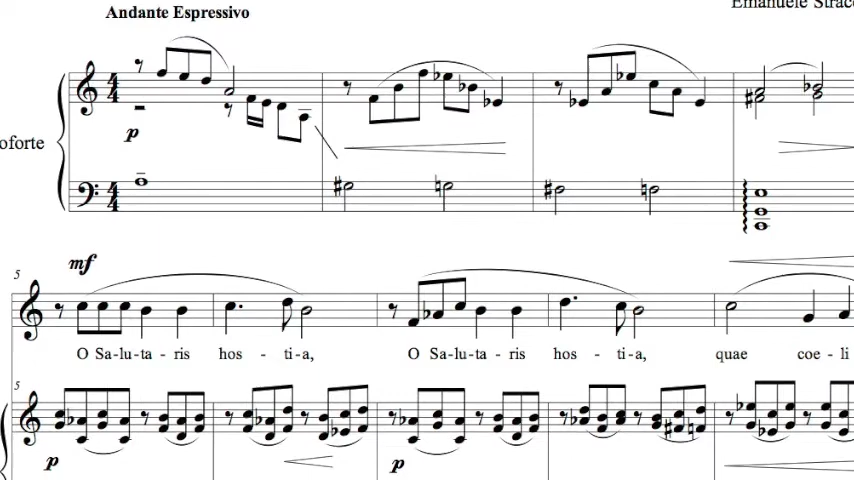 Emanuele
Andante Espressivo
p
oforte
mf
5
O Sa-lu-ta-ris hos - ti-a, O Sa-lu-ta-ris hos - ti-a, quae coe-li
5
p p